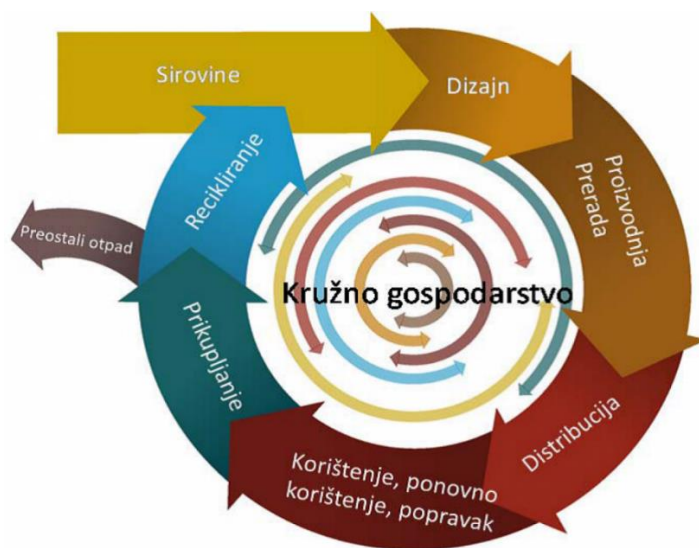 Sirovine
Dizajn
Proizvodnja
Prerada
Distribucija
Korištenje, ponovno
korištenje, popravak
Prikupljanje
Recikliranje
Preostali otpad
Kružno gospodarstvo